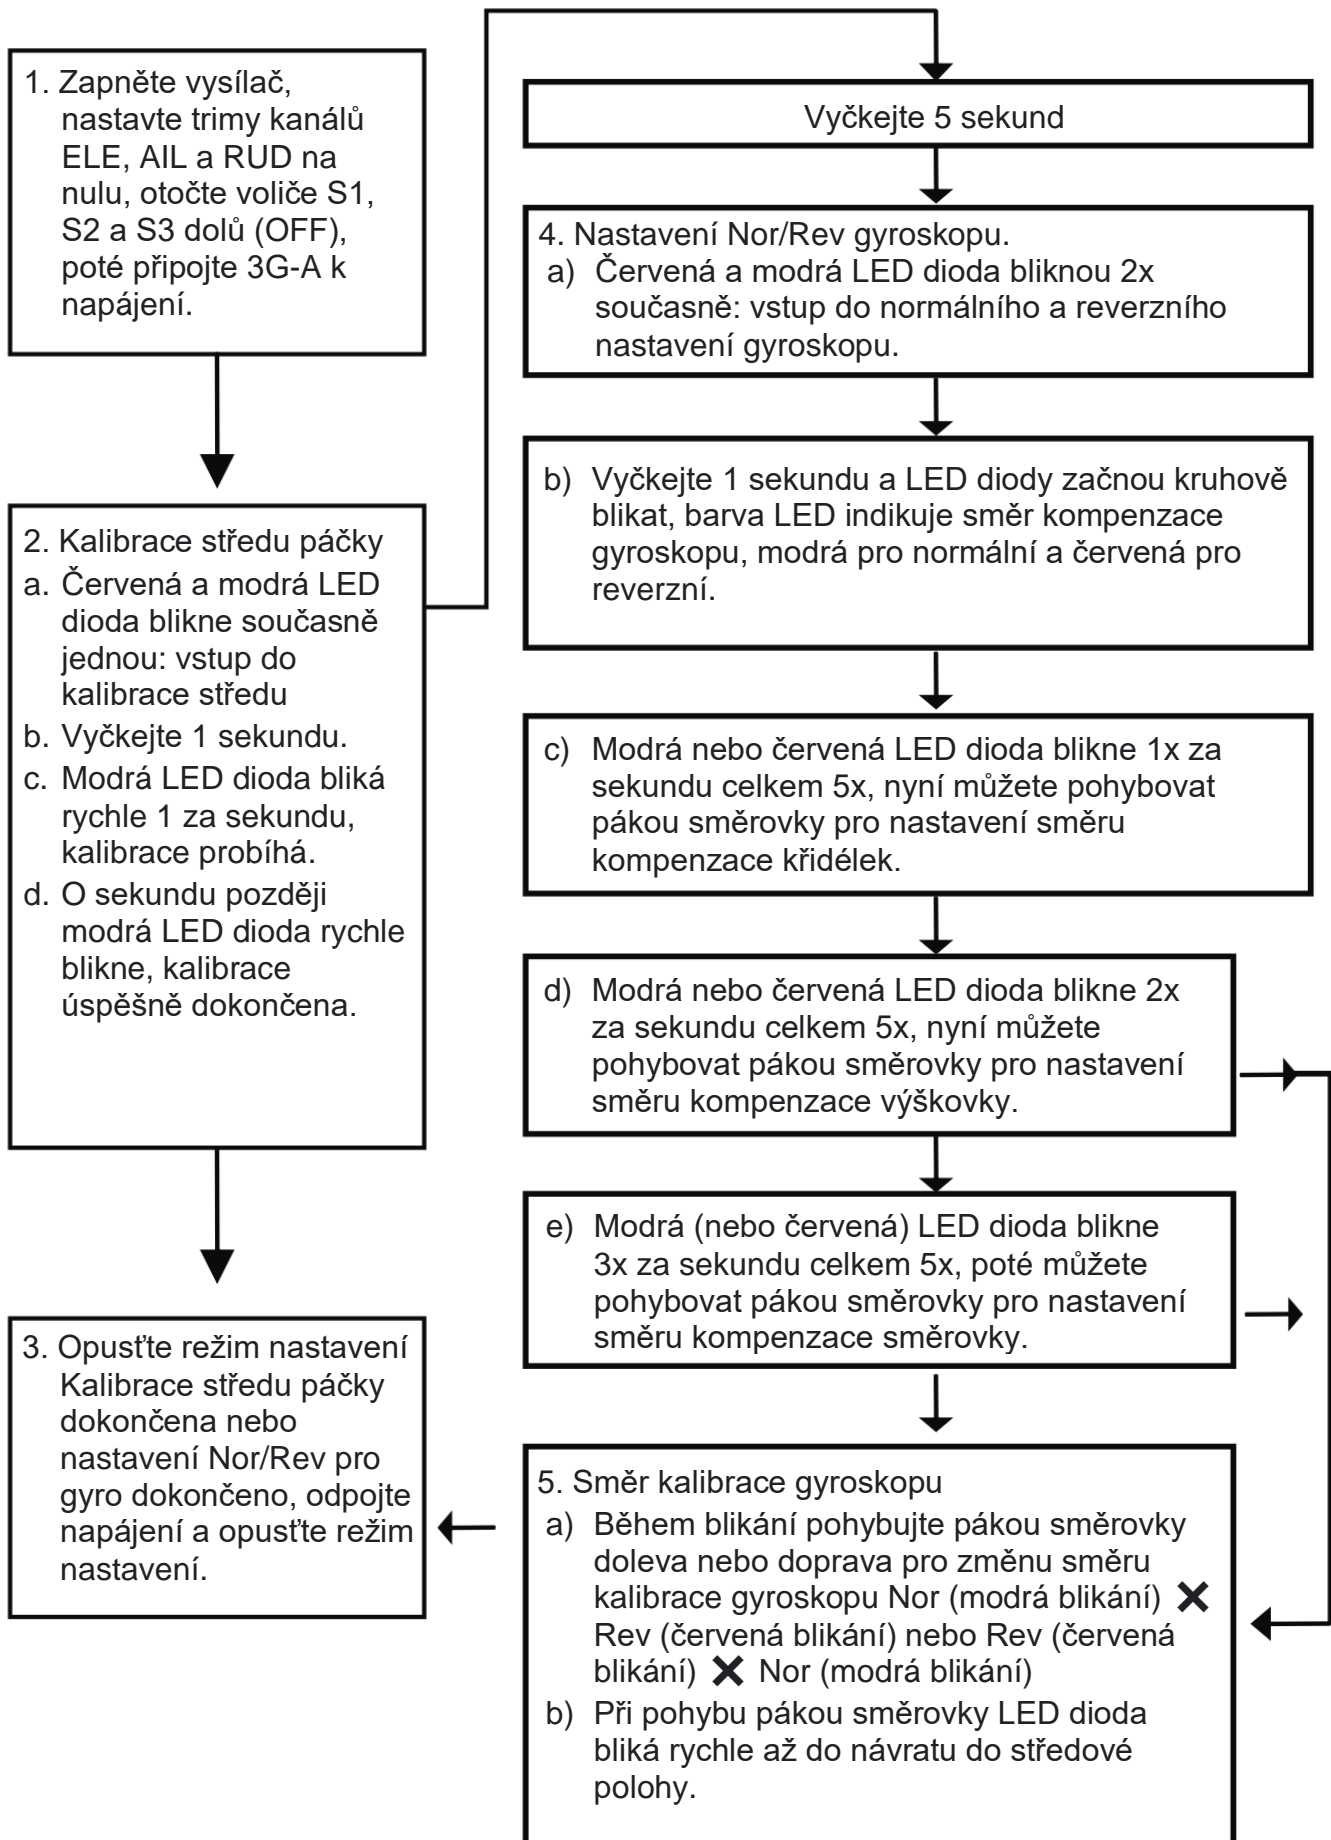 1. Zapněte vysílač,
nastavte trimy kanálů
ELE, AIL a RUD na
nulu, otočte voliče S1,
S2 a S3 dolů (OFF),
poté připojte 3G-A k
napájení.
2. Kalibrace středu páčky
a. Červená a modrá LED
dioda blikne současně
jednou: vstup do
kalibrace středu
b. Vyčkejte 1 sekundu.
c. Modrá LED dioda bliká
rychle 1 za sekundu,
kalibrace probíhá.
d. O sekundu později
modrá LED dioda rychle
blikne, kalibrace
úspěšně dokončena.
3. Opusťte režim nastavení
Kalibrace středu páčky
dokončena nebo
nastavení Nor/Rev pro
gyro dokončeno, odpojte
napájení a opusťte režim
nastavení.
Vyčkejte 5 sekund
4. Nastavení Nor/Rev gyroskopu.
a) Červená a modrá LED dioda bliknou 2x
současně: vstup do normálního a reverzního
nastavení gyroskopu.
b) Vyčkejte 1 sekundu a LED diody začnou kruhově
blikat, barva LED indikuje směr kompenzace
gyroskopu, modrá pro normální a červená pro
reverzní.
c) Modrá nebo červená LED dioda blikne 1x za
sekundu celkem 5x, nyní můžete pohybovat
pákou směrovky pro nastavení směru
kompenzace křidélek.
d) Modrá nebo červená LED dioda blikne 2x
za sekundu celkem 5x, nyní můžete
pohybovat pákou směrovky pro nastavení
směru kompenzace výškovky.
e) Modrá (nebo červená) LED dioda blikne
3x za sekundu celkem 5x, poté můžete
pohybovat pákou směrovky pro nastavení
směru kompenzace směrovky.
5. Směr kalibrace gyroskopu
a) Během blikání pohybujte pákou směrovky
doleva nebo doprava pro změnu směru
kalibrace gyroskopu Nor (modrá blikání) ✕
Rev (červená blikání) nebo Rev (červená
blikání) ✕ Nor (modrá blikání)
b) Při pohybu pákou směrovky LED dioda
bliká rychle až do návratu do středové
polohy.